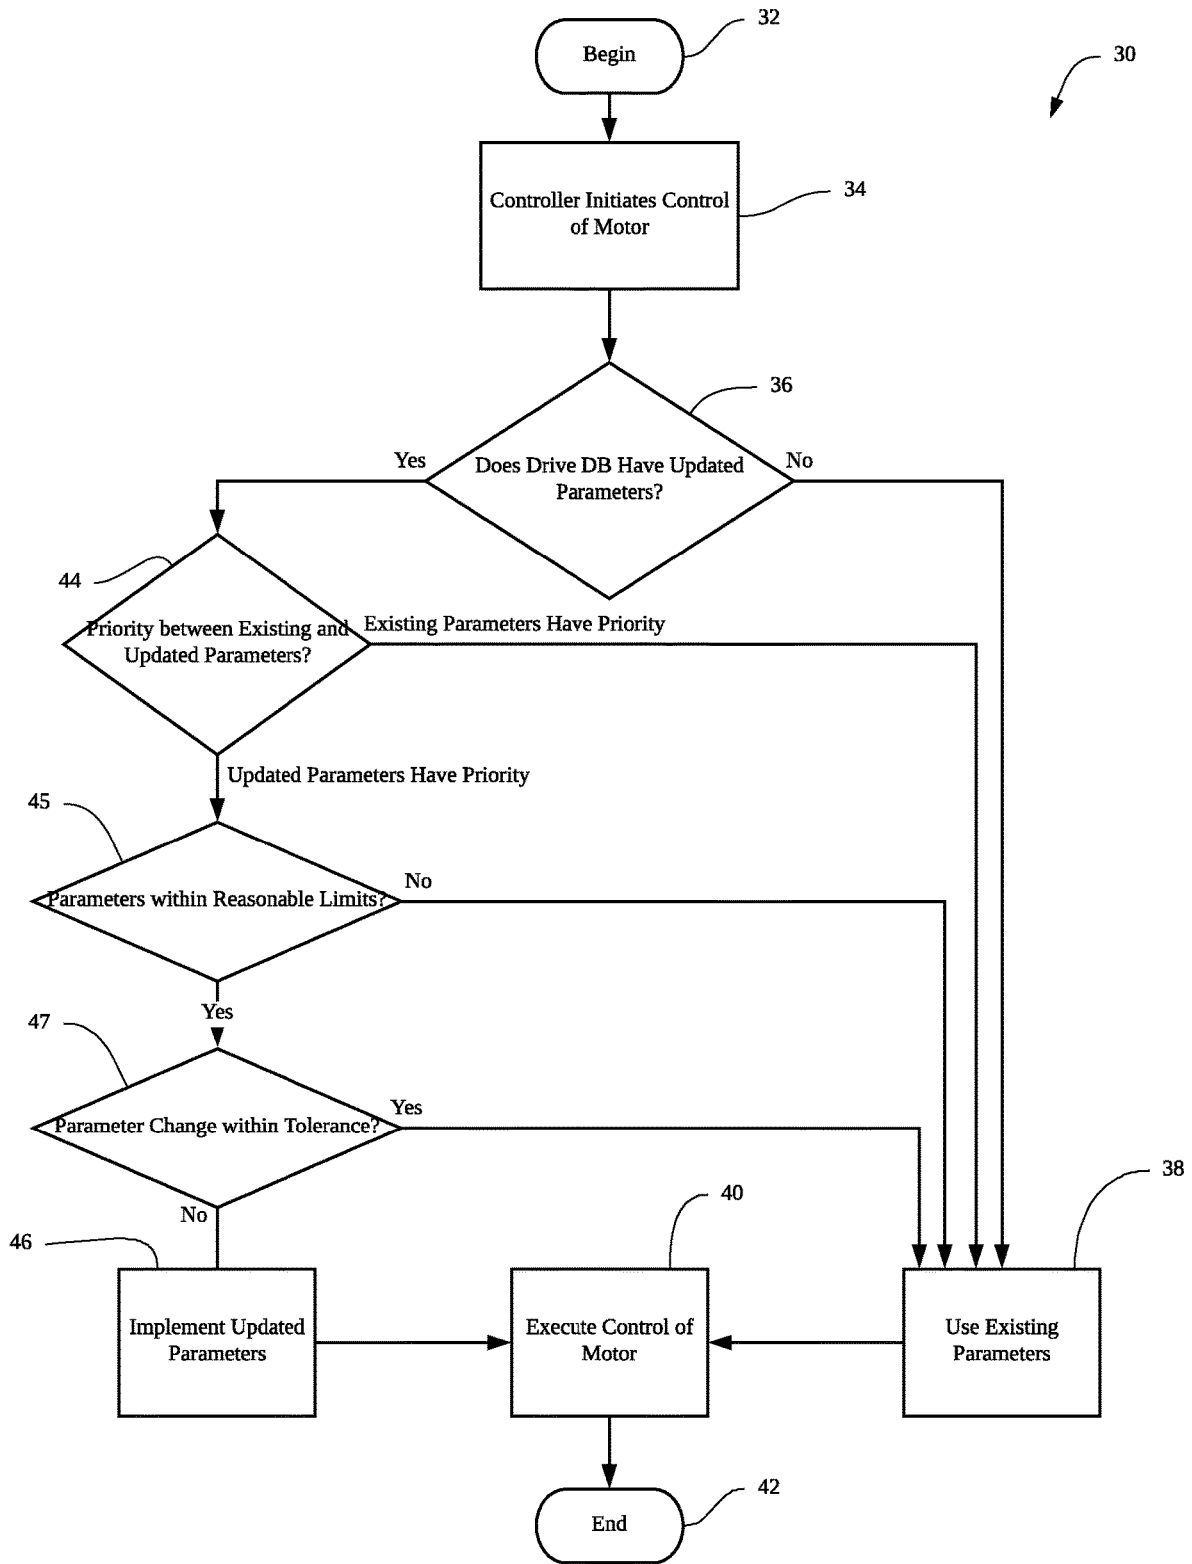 32
Begin
30
Controller Initiates Control
of Motor
34
36
Yes
Does Drive DB Have Updated
Parameters?
No
44
Priority between Existing and
Updated Parameters?
Existing Parameters Have Priority
Updated Parameters Have Priority
45
Parameters within Reasonable Limits?
No
Yes
47
Parameter Change within Tolerance?
Yes
No
46
40
38
Implement Updated
Parameters
Execute Control of
Motor
Use Existing
Parameters
42
End